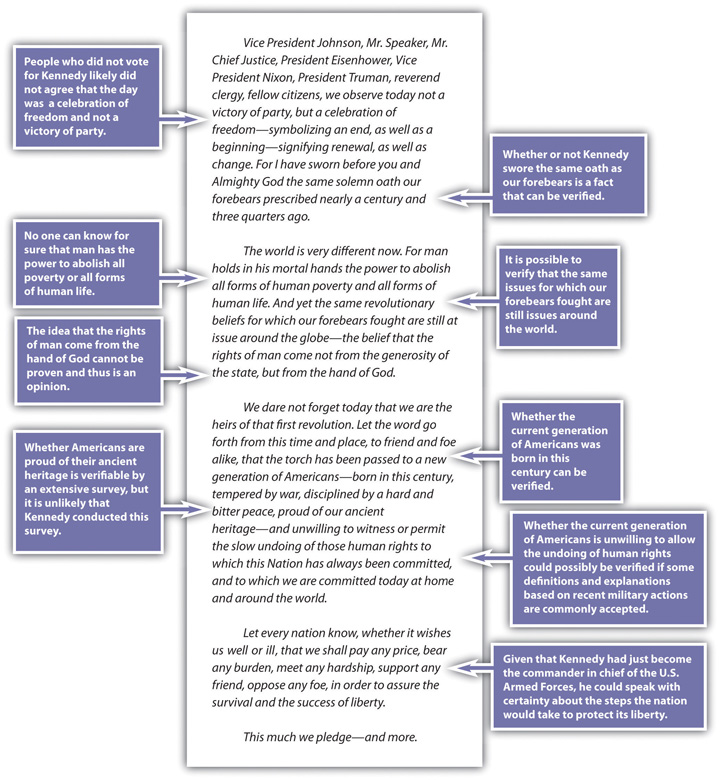 Vice President Johnson, Mr. Speaker, Mr.
Chief Justice, President Eisenhower, Vice
President Nixon, President Truman, reverend
clergy, fellow citizens, we observe today not a
victory of party, but a celebration of
freedom—symbolizing an end, as well as a
beginning—signifying renewal, as well as
change. For I have sworn before you and
Almighty God the same solemn oath our
forebears prescribed nearly a century and
three quarters ago.
The world is very different now. For man
holds in his mortal hands the power to abolish
all forms of human poverty and all forms of
human life. And yet the same revolutionary
beliefs for which our forebears fought are still at
issue around the globe—the belief that the
rights of man come not from the generosity of
the state, but from the hand of God.
We dare not forget today that we are the
heirs of that first revolution. Let the word go
forth from this time and place, to friend and foe
alike, that the torch has been passed to a new
generation of Americans—born in this century,
tempered by war, disciplined by a hard and
bitter peace, proud of our ancient
heritage—and unwilling to witness or permit
the slow undoing of those human rights to
which this Nation has always been committed,
and to which we are committed today at home
and around the world.
Let every nation know, whether it wishes
us well or ill, that we shall pay any price, bear
any burden, meet any hardship, support any
friend, oppose any foe, in order to assure the
survival and the success of liberty.
This much we pledge—and more.
People who did not vote
for Kennedy likely did
not agree that the day
was a celebration of
freedom and not a
victory of party.
No one can know for
sure that man has the
power to abolish all
poverty or all forms
of human life.
The idea that the rights
of man come from the
hand of God cannot be
proven and thus is an
opinion.
Whether Americans are
proud of their ancient
heritage is verifiable by
an extensive survey, but
it is unlikely that
Kennedy conducted this
survey.
Whether or not Kennedy
swore the same oath as
our forebears is a fact
that can be verified.
It is possible to
verify that the same
issues for which our
forebears fought are
still issues around
the world.
Whether the
current generation
of Americans was
born in this
century can be
verified.
Whether the current generation
of Americans is unwilling to allow
the undoing of human rights
could possibly be verified if some
definitions and explanations
based on recent military actions
are commonly accepted.
Given that Kennedy had just become
the commander in chief of the U.S.
Armed Forces, he could speak with
certainty about the steps the nation
would take to protect its liberty.